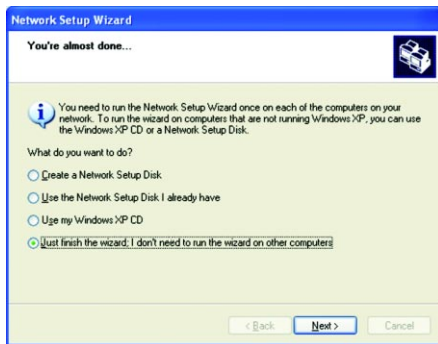 Network Setup Wizard
You're almost done...
You need to run the Network Setup Wizard once on each of the computers on your
network. To run the wizard on computers that are not running Windows XP, you can use
the Windows XP CD or a Network Setup Disk.
What do you want to do?
Create a Network Setup Disk
Use the Network Setup Disk I already have
Use my Windows XP CD
Just finish the wizard; I don't need to run the wizard on other computers
< Back Next > Cancel